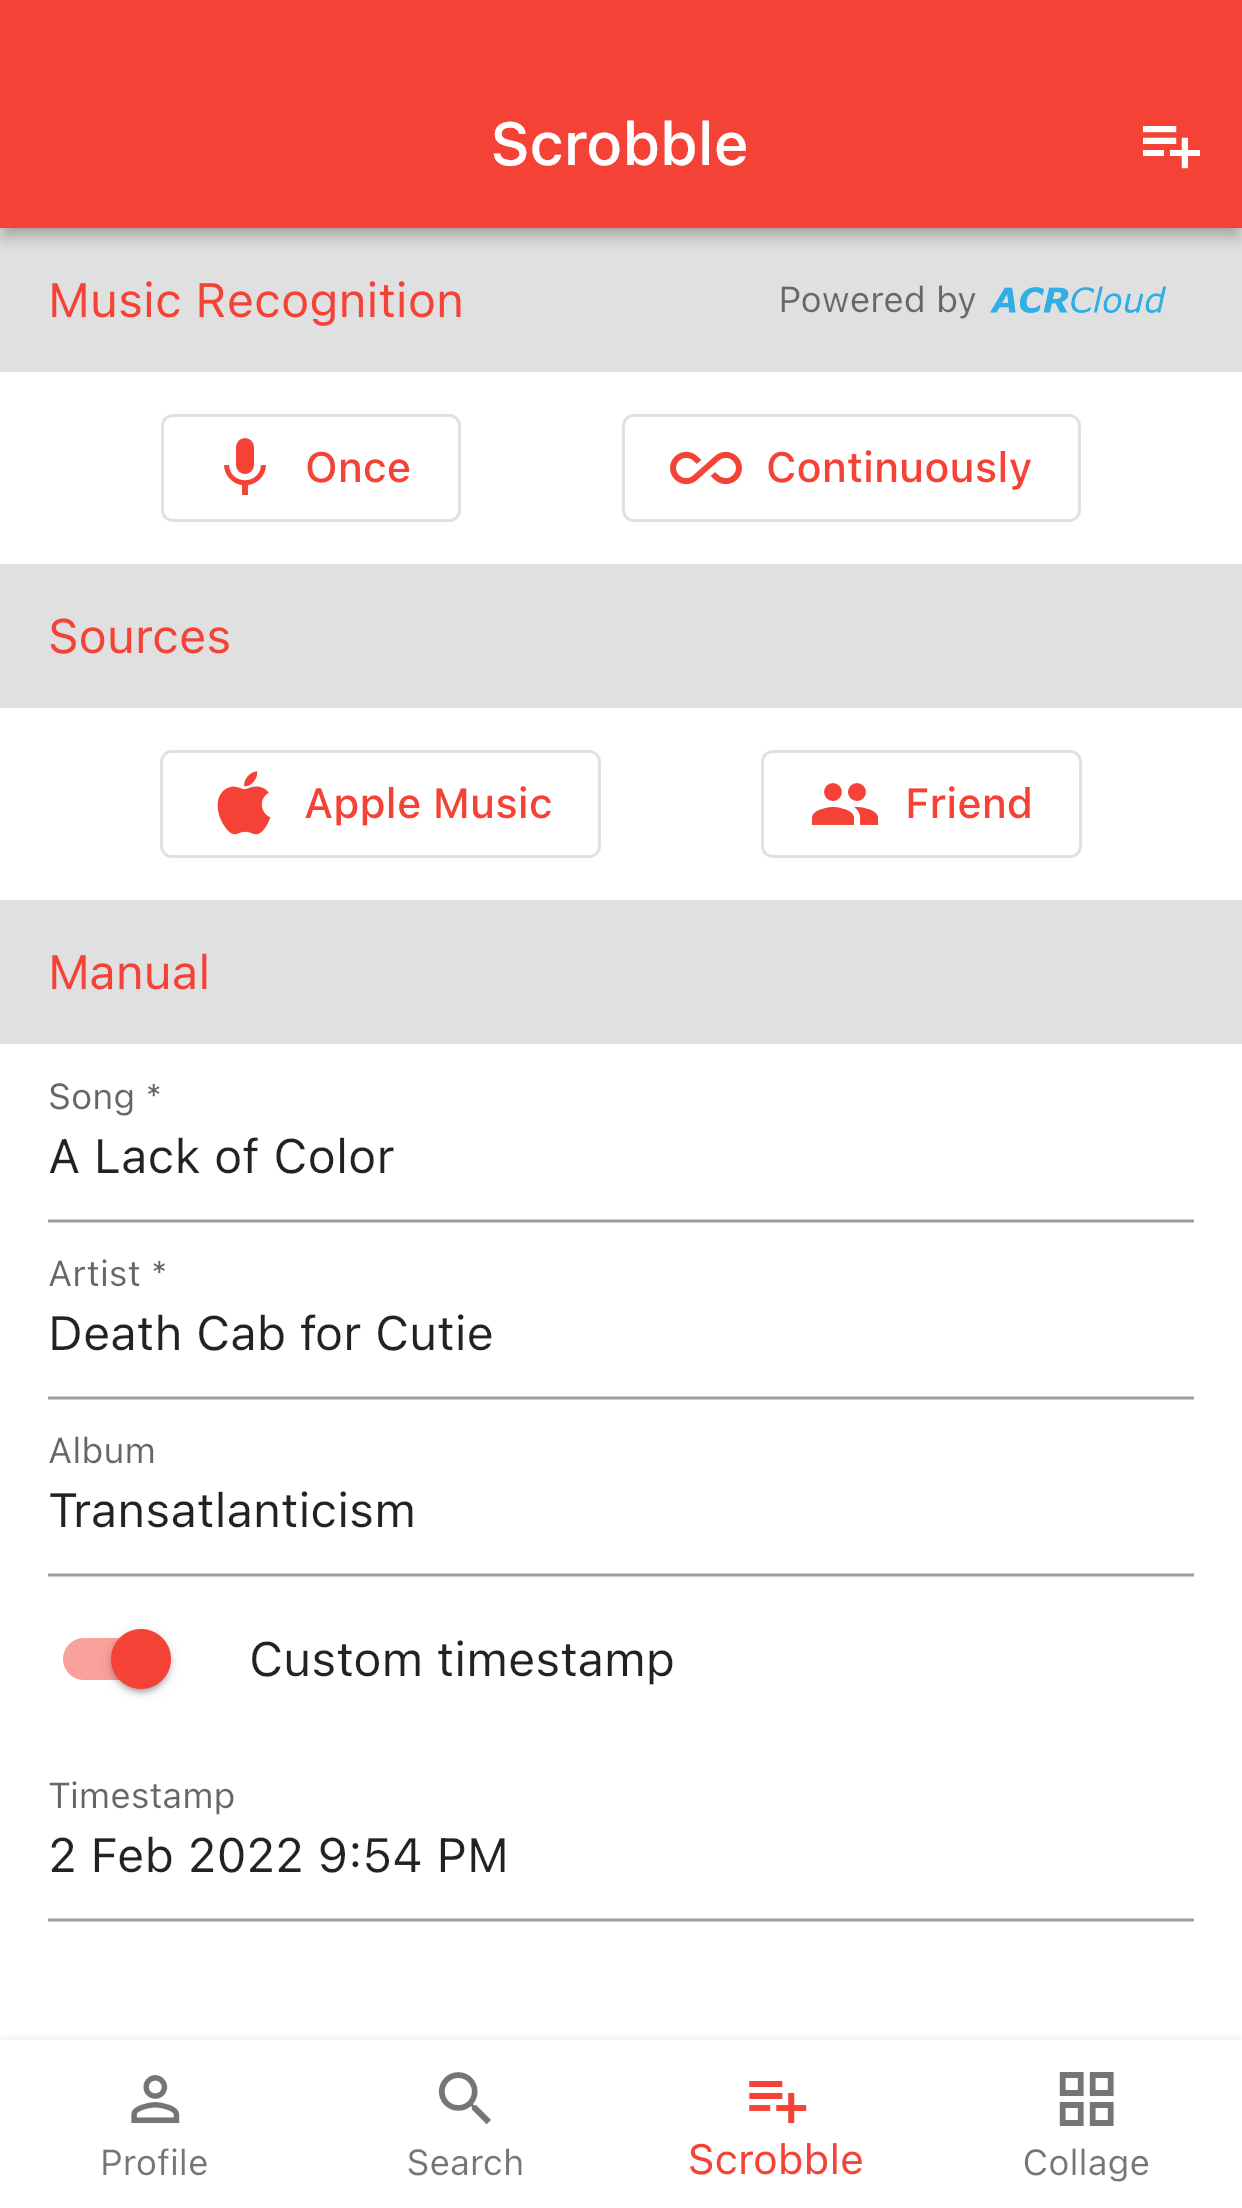 Scrobble
Music Recognition
Powered by ACRCloud
Once
Continuously
Sources
Apple Music
Friend
Manual
Song *
A Lack of Color
Artist *
Death Cab for Cutie
Album
Transatlanticism
Custom timestamp
Timestamp
2 Feb 2022 9:54 PM
Profile
Search
Scrobble
Collage